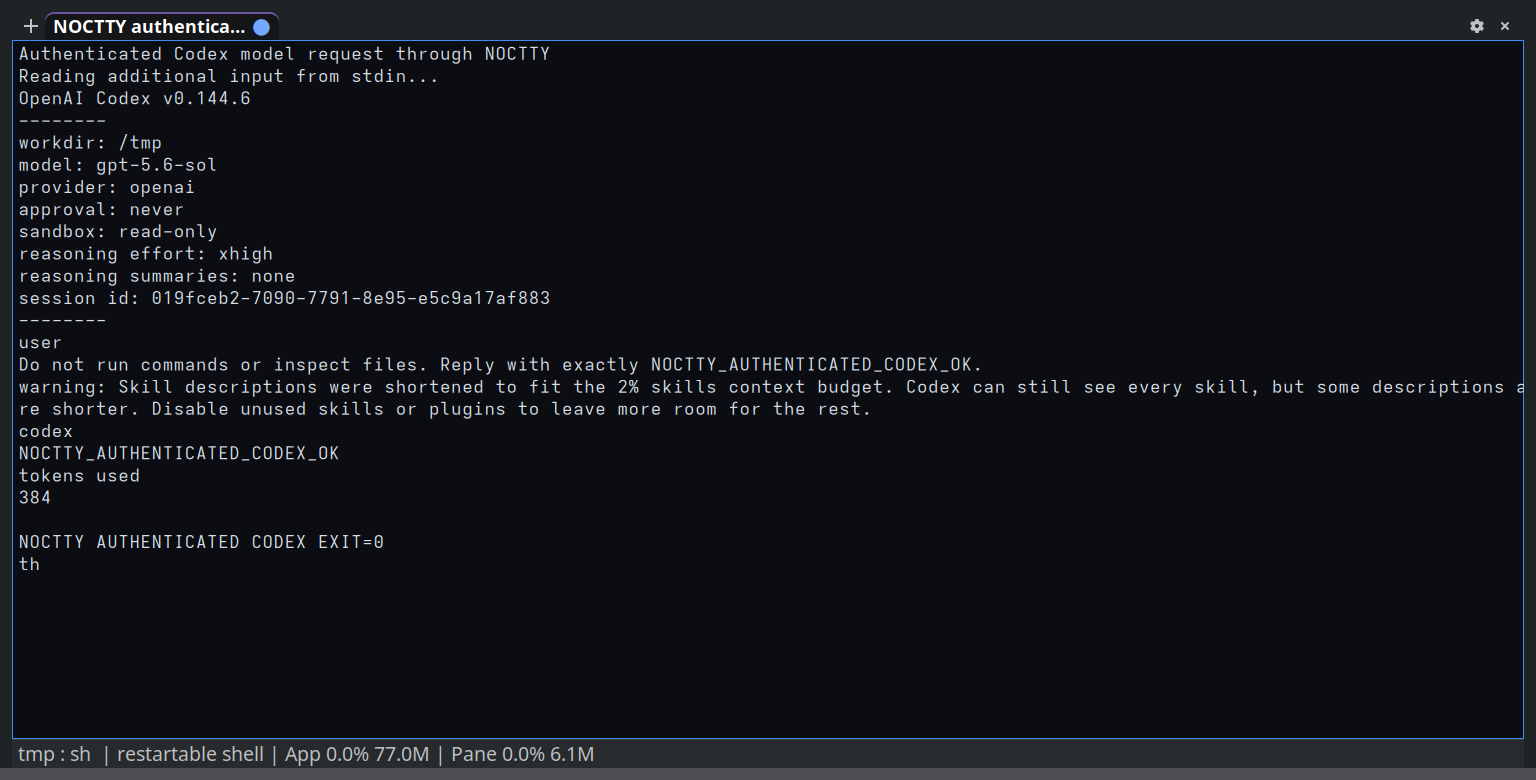 NOCTTY authentica...
Authenticated Codex model request through NOCTTY
Reading additional input from stdin...
OpenAI Codex v0.144.6
--------
workdir: /tmp
model: gpt-5.6-sol
provider: openai
approval: never
sandbox: read-only
reasoning effort: xhigh
reasoning summaries: none
session id: 019fceb2-7090-7791-8e95-e5c9a17af883
--------
user
Do not run commands or inspect files. Reply with exactly NOCTTY_AUTHENTICATED_CODEX_OK.
warning: Skill descriptions were shortened to fit the 2% skills context budget. Codex can still see every skill, but some descriptions a
re shorter. Disable unused skills or plugins to leave more room for the rest.
codex
NOCTTY_AUTHENTICATED_CODEX_OK
tokens used
384
NOCTTY AUTHENTICATED CODEX EXIT=0
th
tmp : sh | restartable shell | App 0.0% 77.0M | Pane 0.0% 6.1M